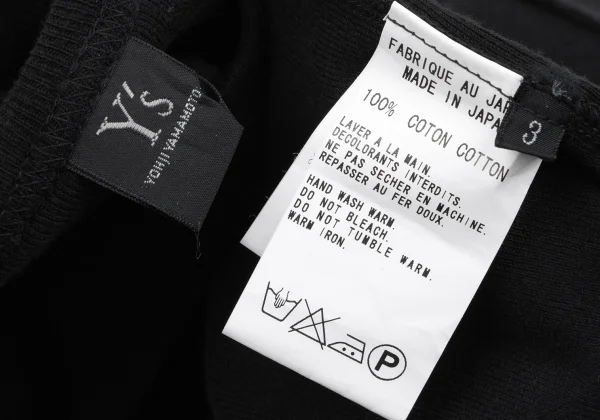 Y's
YOHJI YAMAMOTO
FABRIQUE AU JAP
MADE IN JAPA
3
100% COTON COTTON
LAVER A LA MAIN.
DECOLORANTS INTERDITS.
NE PAS SECHER EN MACHINE.
REPASSER AU FER DOUX.
HAND WASH WARM.
DO NOT BLEACH.
DO NOT TUMBLE WARM.
WARM IRON.
P